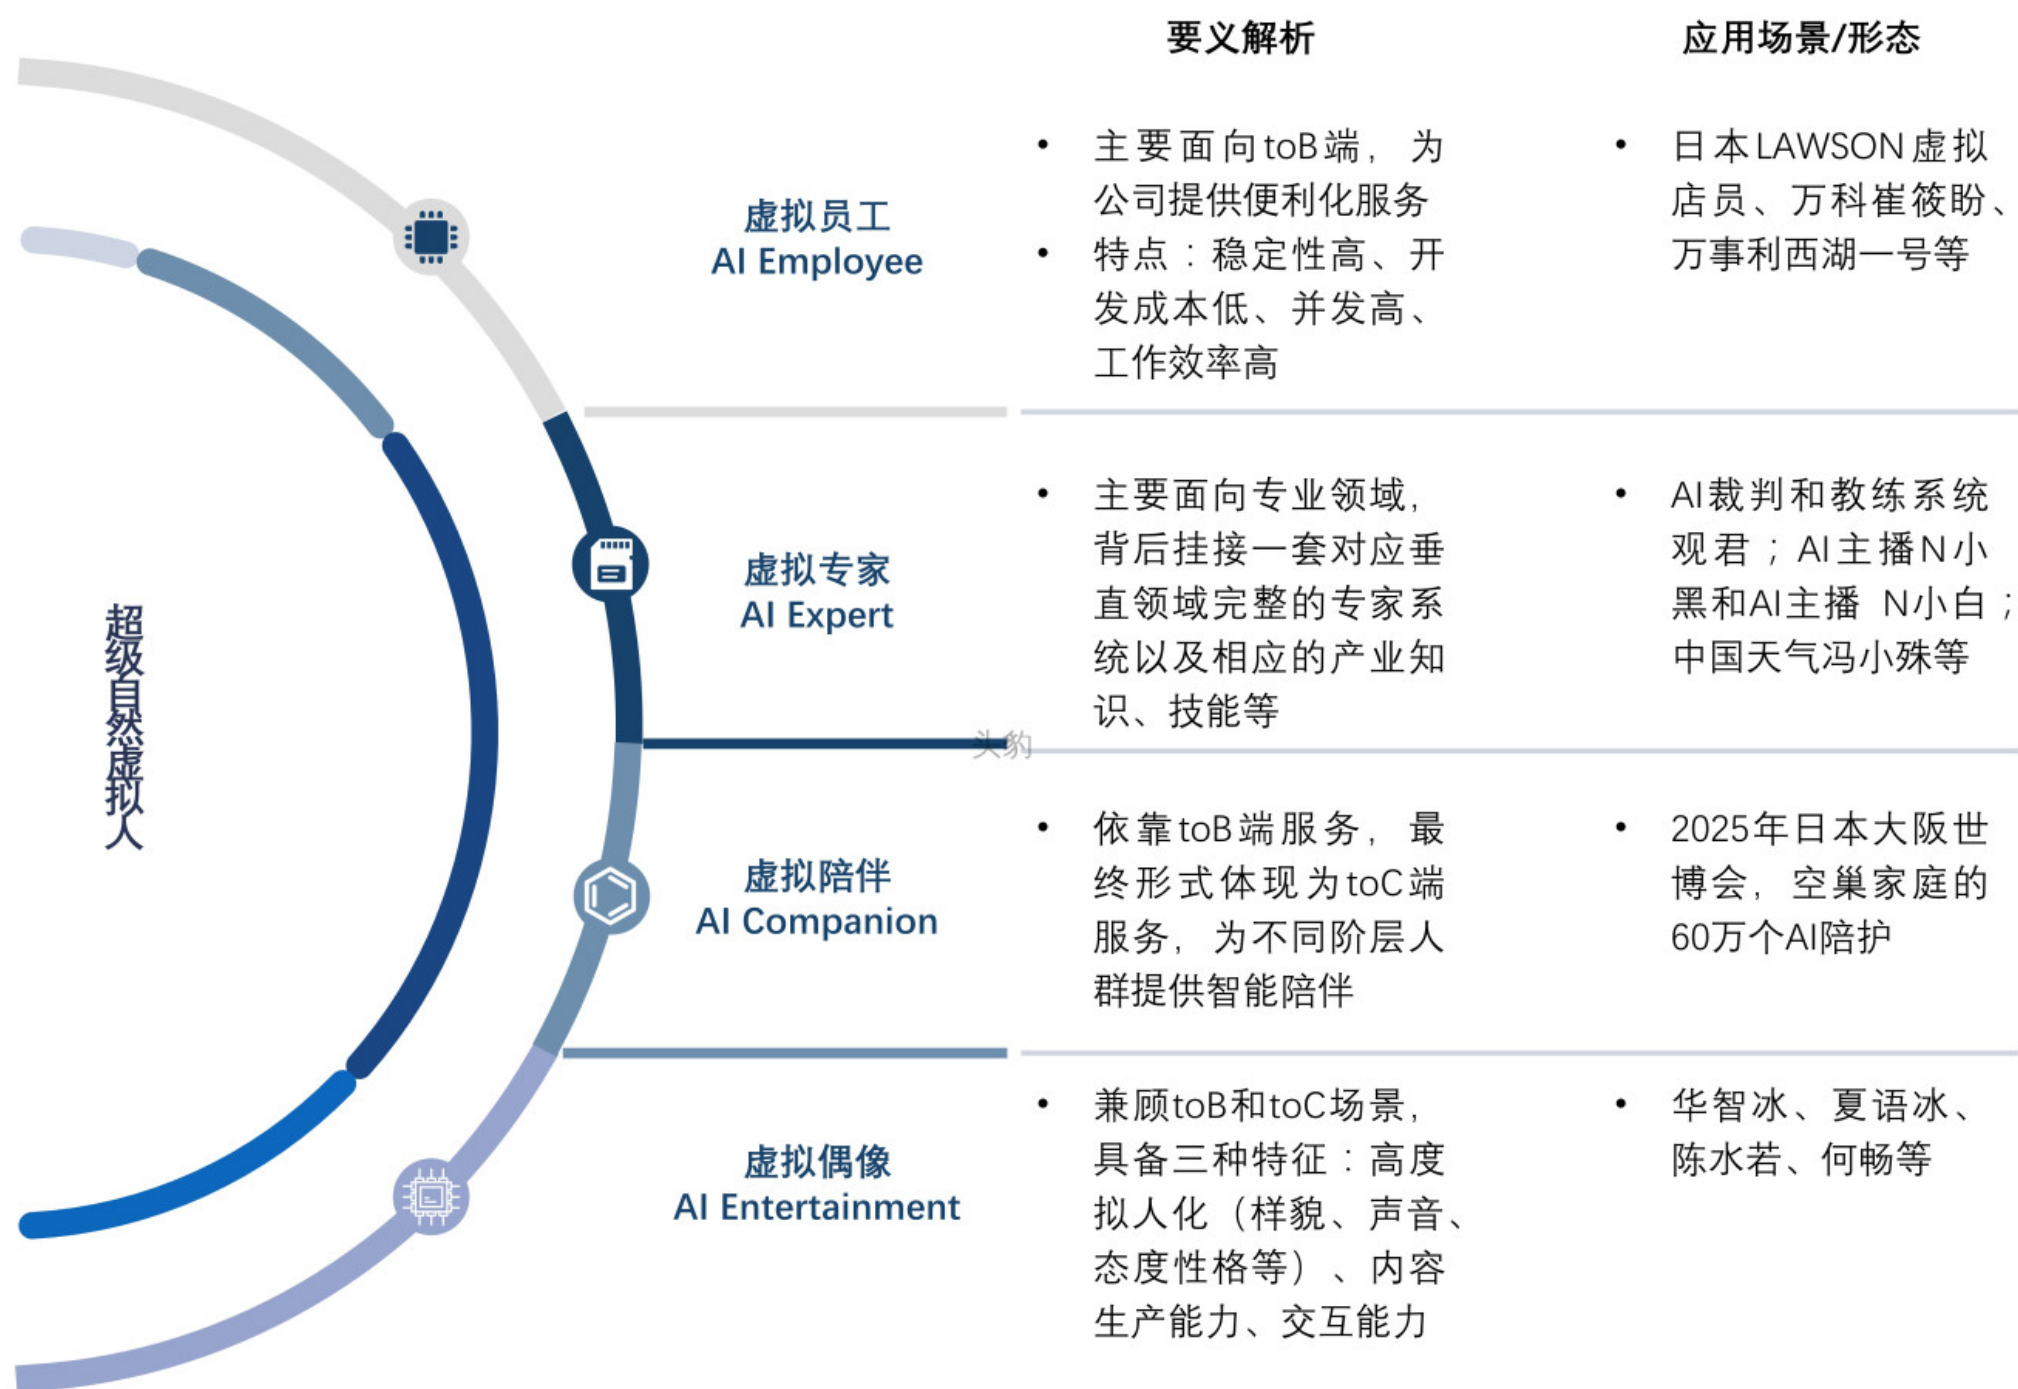 要义解析
应用场景/形态
超级自然虚拟人
虚拟员工
AI Employee
• 主要面向toB端，为
公司提供便利化服务
• 特点：稳定性高、开
发成本低、并发高、
工作效率高
• 日本LAWSON虚拟
店员、万科崔筱盼、
万事利西湖一号等
虚拟专家
AI Expert
• 主要面向专业领域，
背后挂接一套对应垂
直领域完整的专家系
统以及相应的产业知
识、技能等
• AI裁判和教练系统
观君；AI主播N小
黑和AI主播 N小白；
中国天气冯小殊等
头豹
虚拟陪伴
AI Companion
• 依靠toB端服务，最
终形式体现为toC端
服务，为不同阶层人
群提供智能陪伴
• 2025年日本大阪世
博会，空巢家庭的
60万个AI陪护
虚拟偶像
AI Entertainment
• 兼顾toB和toC场景，
具备三种特征：高度
拟人化（样貌、声音、
态度性格等）、内容
生产能力、交互能力
• 华智冰、夏语冰、
陈水若、何畅等